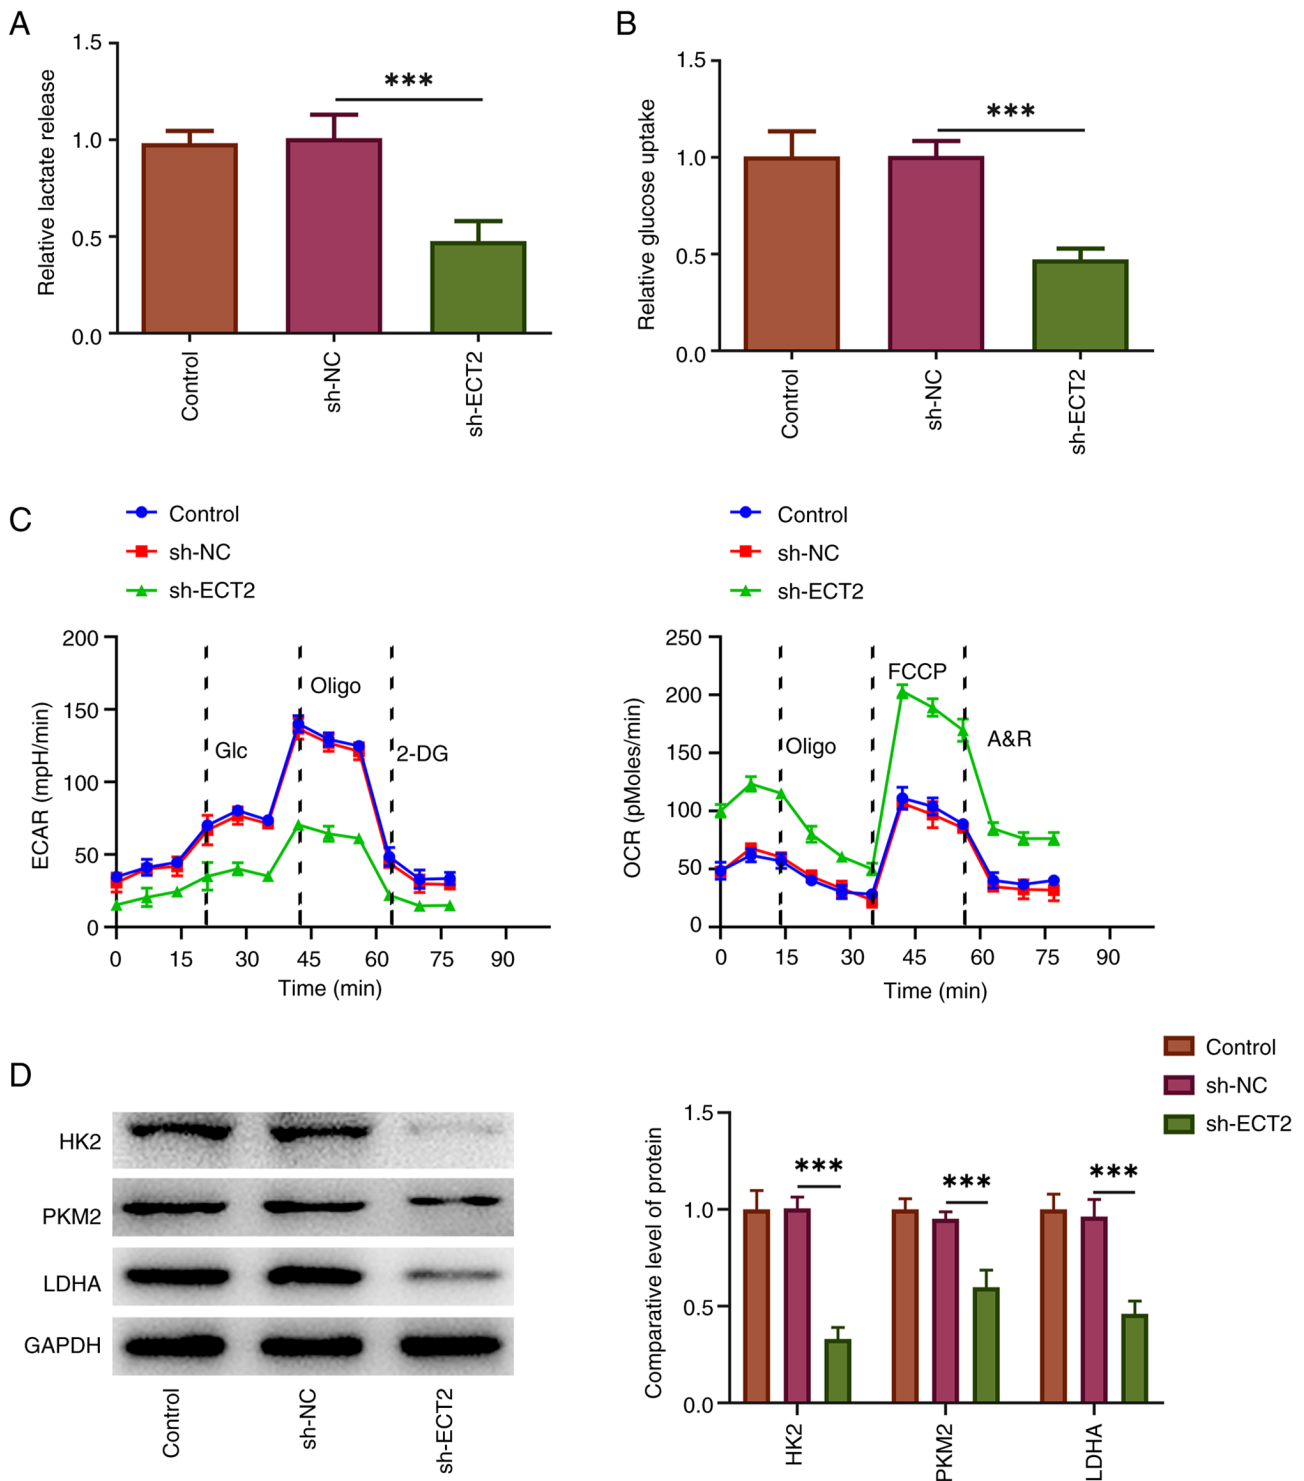 A
1.5
1.0
0.5
0.0
Relative lactate release
***
Control
sh-NC
sh-ECT2
B
1.5
1.0
0.5
0.0
Relative glucose uptake
***
Control
sh-NC
sh-ECT2
C
Control
sh-NC
sh-ECT2
200
150
100
50
0
ECAR (mpH/min)
Glc
Oligo
2-DG
0 15 30 45 60 75 90
Time (min)
Control
sh-NC
sh-ECT2
250
200
150
100
50
0
OCR (pMoles/min)
Oligo
FCCP
A&R
0 15 30 45 60 75 90
Time (min)
D
HK2
PKM2
LDHA
GAPDH
Control
sh-NC
sh-ECT2
Control
sh-NC
sh-ECT2
1.5
1.0
0.5
0.0
Comparative level of protein
***
***
***
HK2
PKM2
LDHA